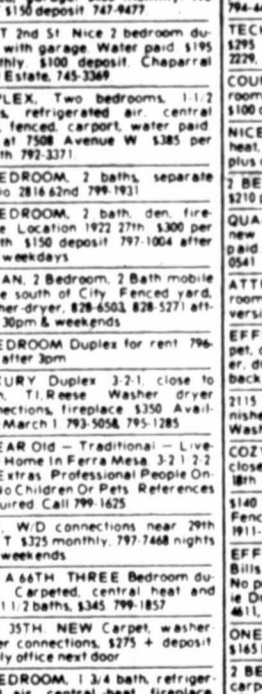 $150 deposit 747-9477
T 2nd St Nice 2 bedroom du-
with garage. Water paid. $195
thly. $100 deposit. Chaparral
Estate, 745-3369
PLEX, Two bedrooms, 1-1/2
s, refrigerated air, central
, fenced, carport, water paid
at 7508 Avenue W $385 per
th 792-3371.
EDROOM, 2 baths, separate
io 2816 62nd 799-1931
EDROOM, 2 bath, den, fire-
e Location 1922 27th $300 per
th $150 deposit 797-1004 after
weekdays
AN, 2 Bedroom, 2 Bath mobile
e south of City Fenced yard,
her-dryer, 828-6503, 828-5271 aft-
30pm & weekends
EDROOM Duplex for rent 796-
after 3pm
URY Duplex 3-2-1, close to
h, T.I. Reese Washer dryer
nections, fireplace $350 Avail-
March 1 793-5058, 795-1285
EAR Old — Traditional — Live-
Home In Ferra Mesa 3-2 1 2-2
Extras Professional People On-
No Children Or Pets References
uired Call 799-1625
, W/D connections near 29th
T $325 monthly, 797-7468 nights
weekends
A 66TH THREE Bedroom du-
Carpeted, central heat and
1 1/2 baths, $345 799-1857
35TH NEW Carpet, washer-
er connections, $275 + deposit
ly office next door
EDROOM, 1 3/4 bath, refriger-
air, central heat, fireplace
794-4
TECH
$295
2229,
COU
room
$100
NICE
heat,
plus
2 BE
$210
QUA
new
paid
0541
ATT
room
versi
EFF
pet,
er, d
back
2115
nishe
Wash
COZ
close
18th
$140
Fenc
1911-
EFF
Bills
No p
ie Dr
4611,
ONE
$165
2 BE
carp